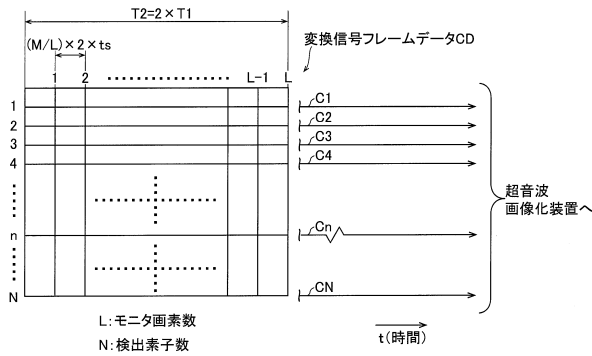 T2=2×T1
(M/L)×2×ts
変換信号フレームデータCD
1 2 L-1 L
1 C1
2 C2
3 C3
4 C4
超音波
画像化装置へ
n Cn
N CN
L:モニタ画素数
t(時間)
N:検出素子数